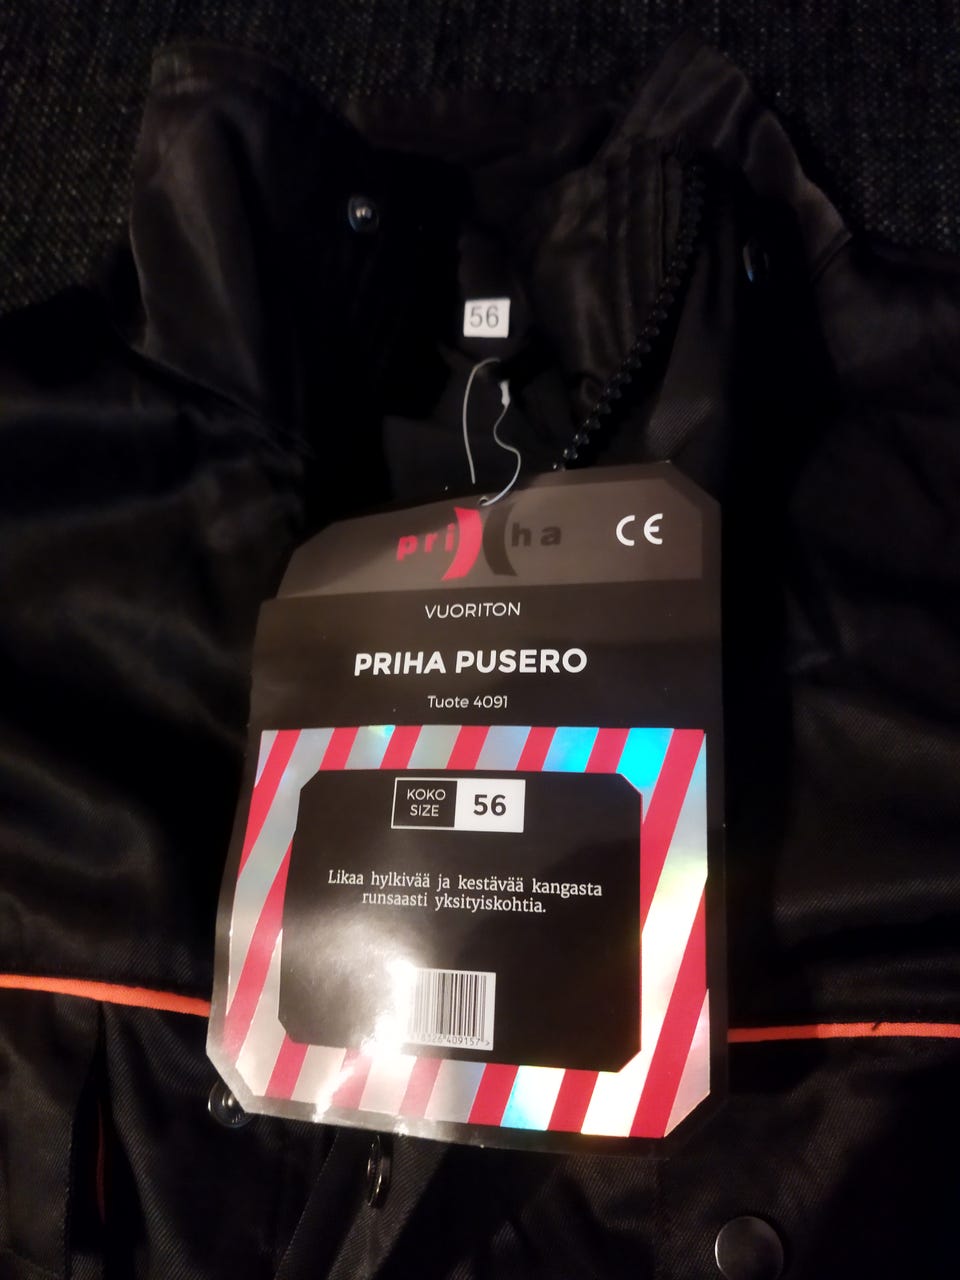 56
pri ha CE
VUORITON
PRIHA PUSERO
Tuote 4091
KOKO
SIZE
56
Likaa hylkivää ja kestävää kangasta
runsaasti yksityiskohtia.
409157